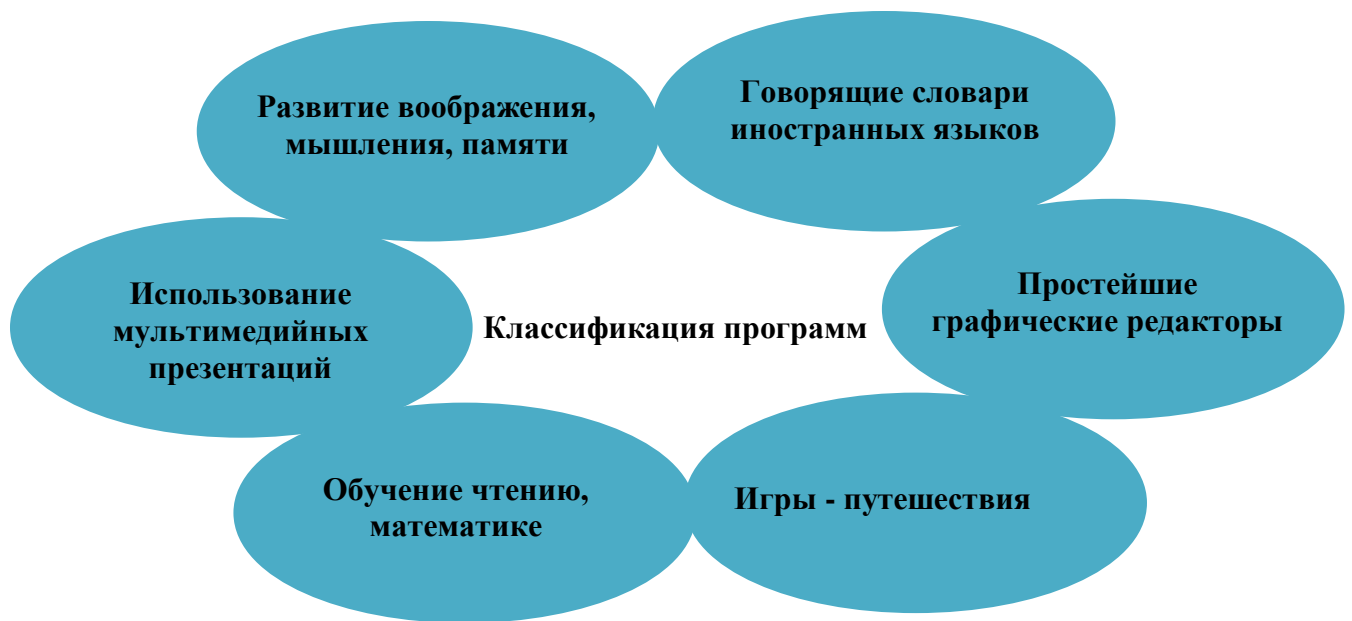 Развитие воображения,
мышления, памяти
Говорящие словари
иностранных языков
Использование
мультимедийных
презентаций
Классификация программ
Простейшие
графические редакторы
Обучение чтению,
математике
Игры - путешествия